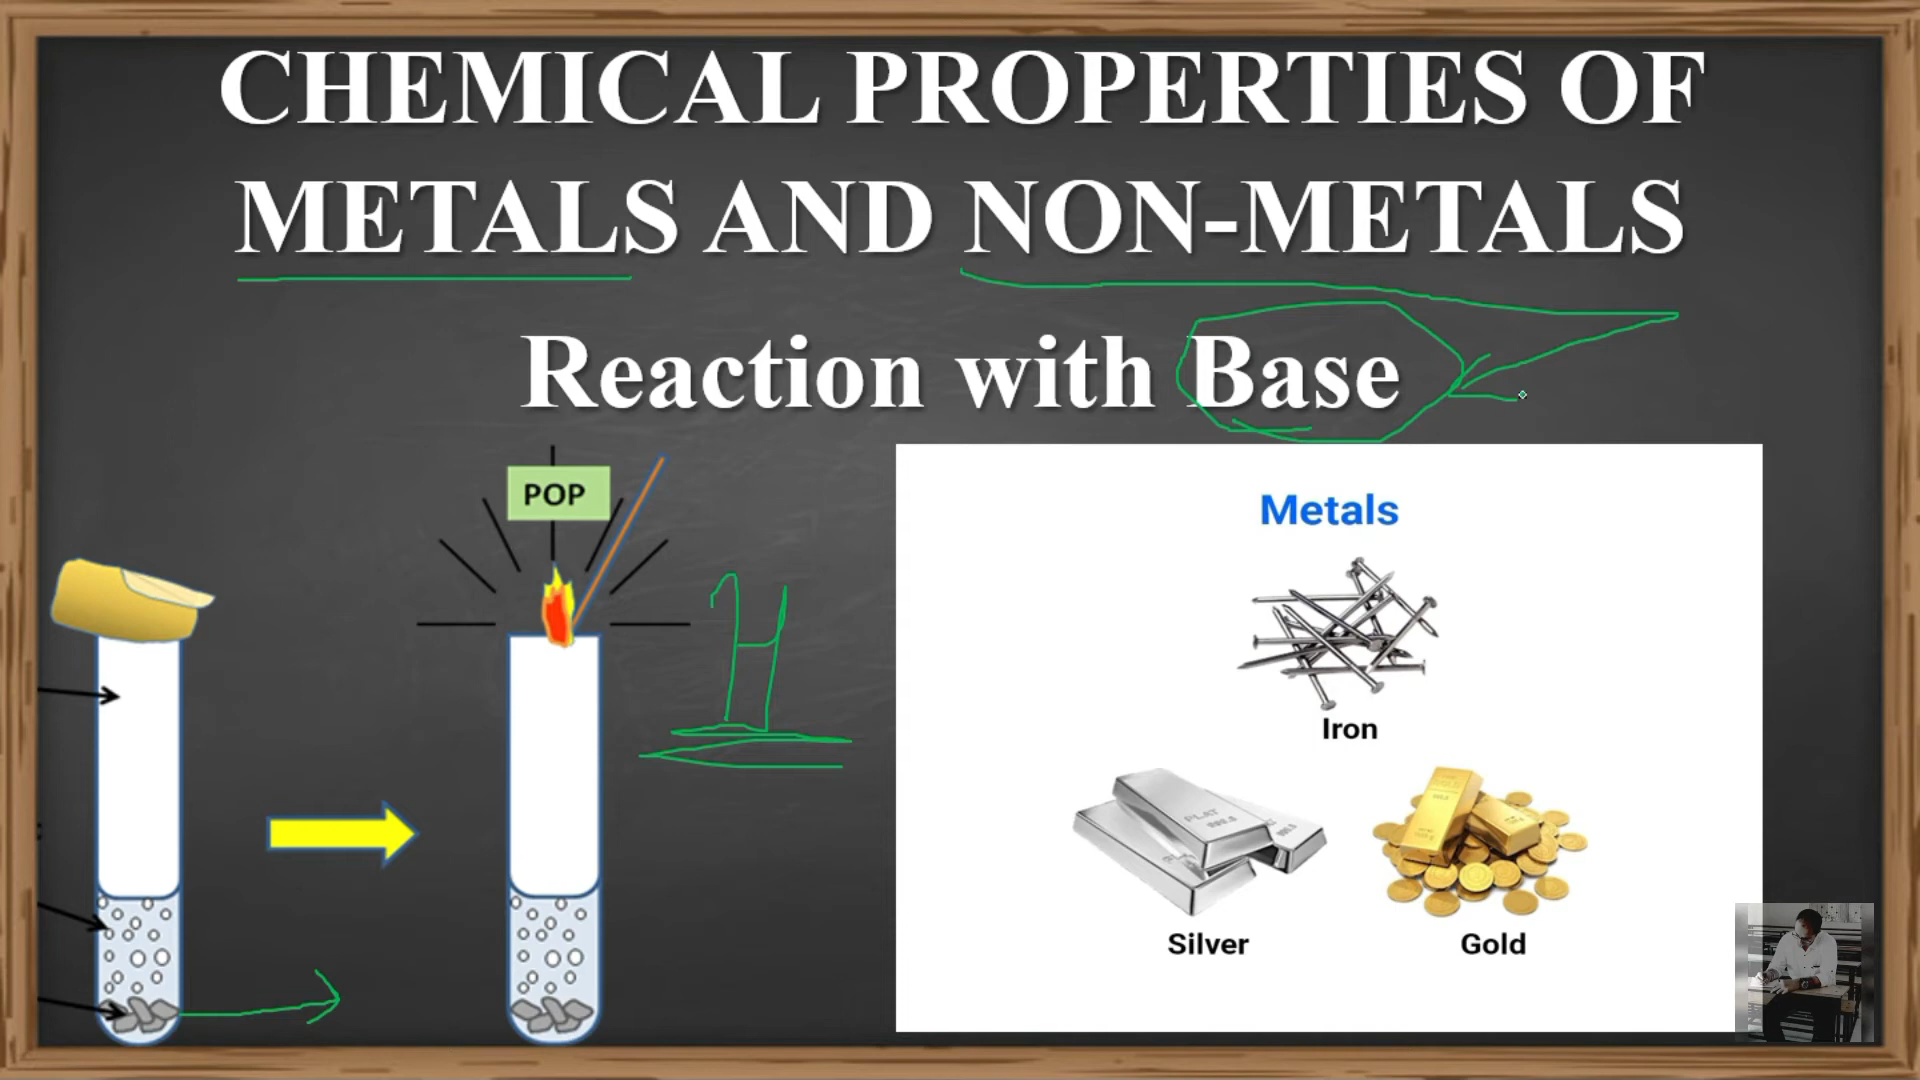 CHEMICAL PROPERTIES OF
METALS AND NON-METALS
Reaction with Base
POP
H
Metals
Iron
Silver
Gold